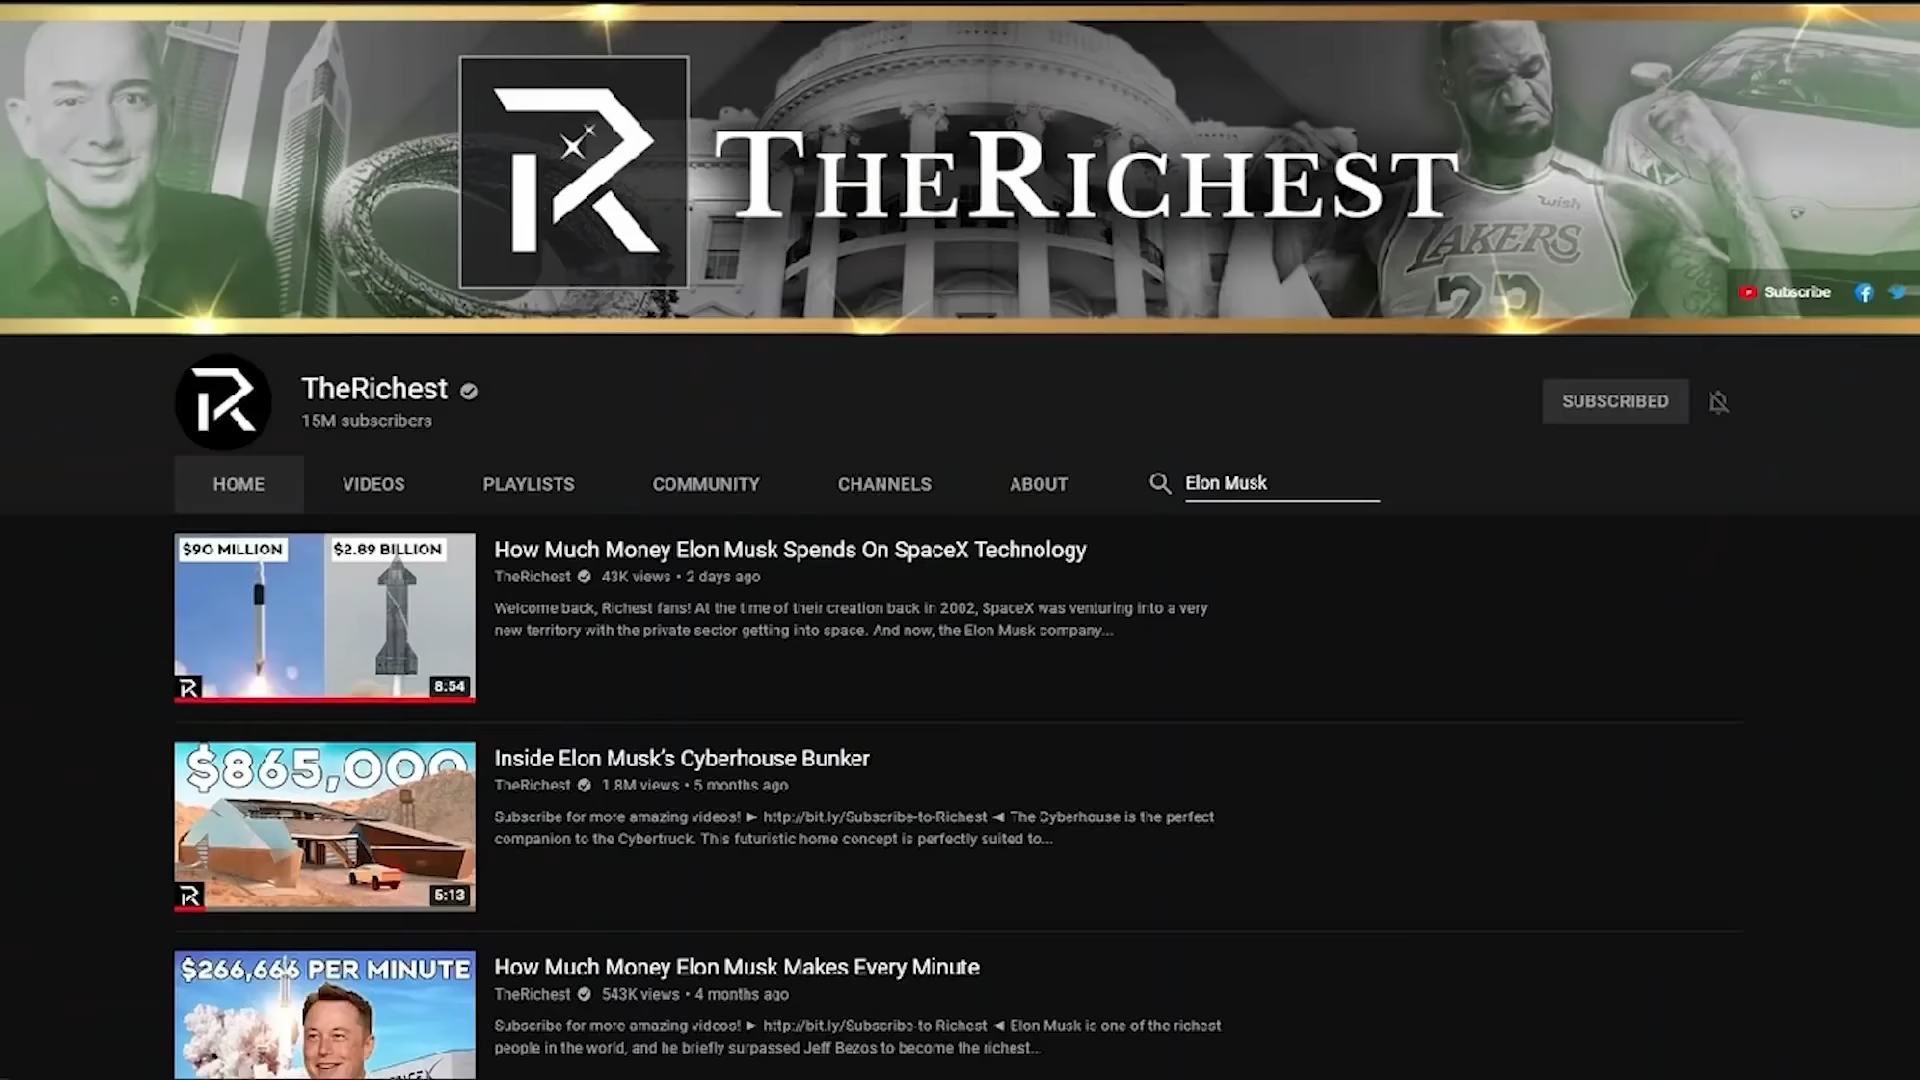 THERICHEST
wish
LAKERS
23
Subscribe
TheRichest
15M subscribers
SUBSCRIBED
HOME
VIDEOS
PLAYLISTS
COMMUNITY
CHANNELS
ABOUT
Elon Musk
$90 MILLION
$2.89 BILLION
R
8:54
How Much Money Elon Musk Spends On SpaceX Technology
TheRichest 43K views • 2 days ago
Welcome back, Richest fans! At the time of their creation back in 2002, SpaceX was venturing into a very
new territory with the private sector getting into space. And now, the Elon Musk company...
$865,000
R
5:13
Inside Elon Musk's Cyberhouse Bunker
TheRichest 1.8M views • 5 months ago
Subscribe for more amazing videos! ► http://bit.ly/Subscribe-to-Richest ◄ The Cyberhouse is the perfect
companion to the Cybertruck. This futuristic home concept is perfectly suited to...
$266,666 PER MINUTE
How Much Money Elon Musk Makes Every Minute
TheRichest 543K views • 4 months ago
Subscribe for more amazing videos! ► http://bit.ly/Subscribe-to-Richest ◄ Elon Musk is one of the richest
people in the world, and he briefly surpassed Jeff Bezos to become the richest...